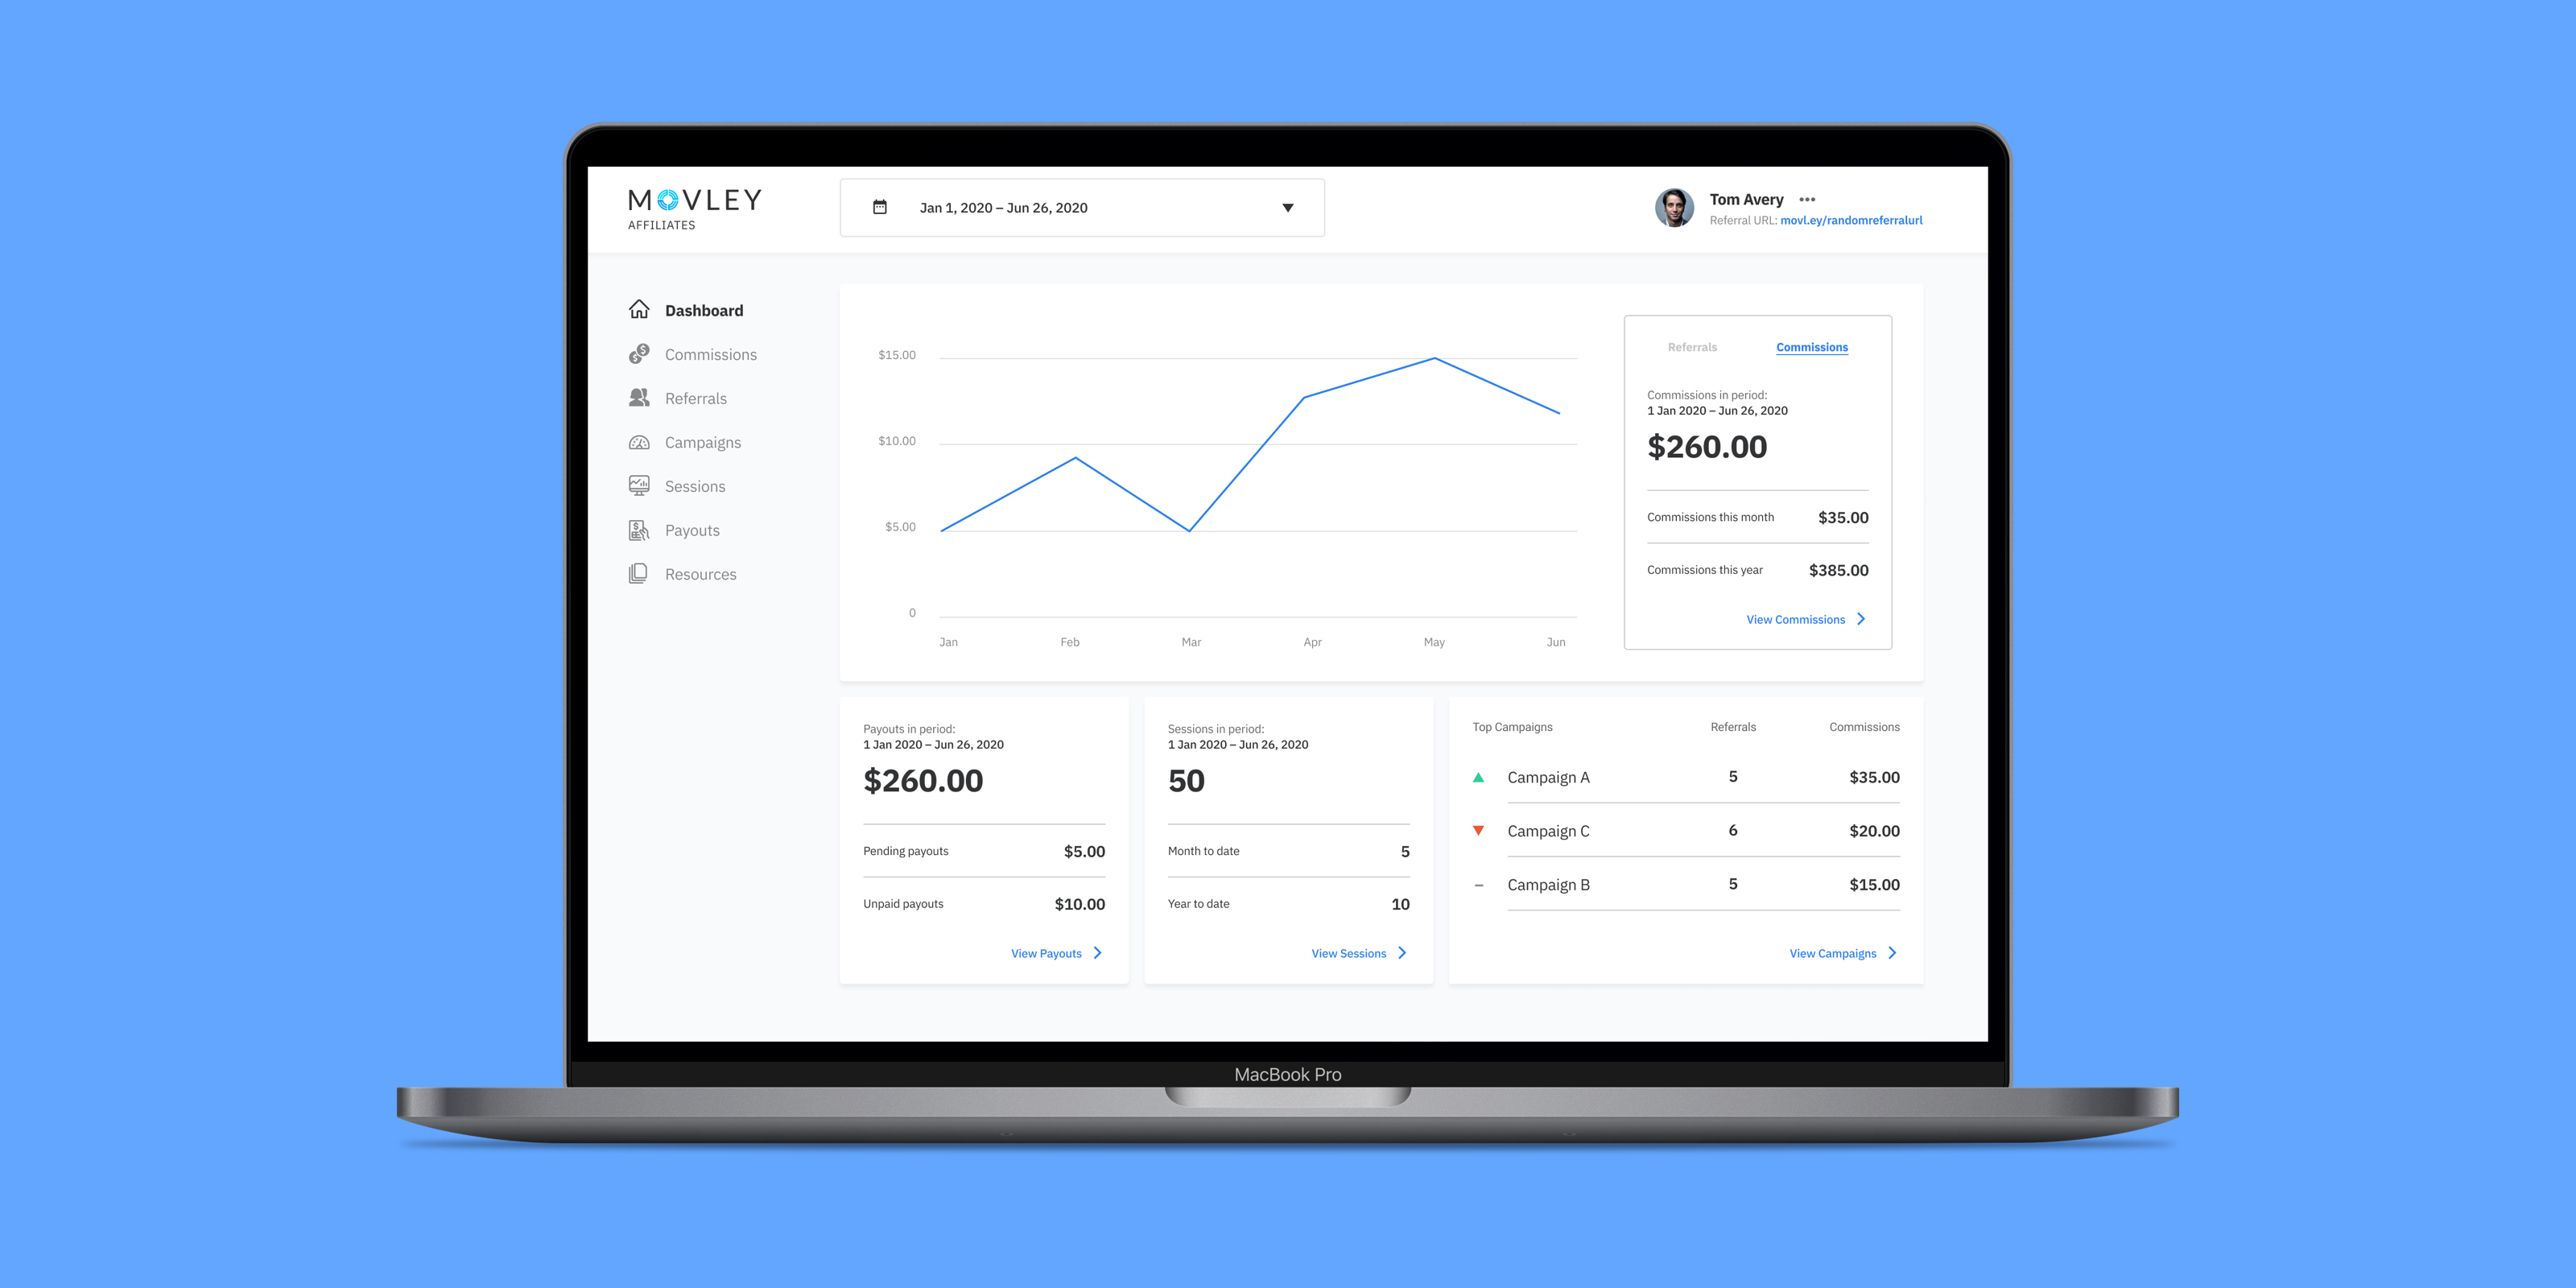 MOVLEY
AFFILIATES
Jan 1, 2020 – Jun 26, 2020
Tom Avery
Referral URL: movl.ey/randomreferralurl
Dashboard
Commissions
Referrals
Campaigns
Sessions
Payouts
Resources
$15.00
$10.00
$5.00
0
Jan Feb Mar Apr May Jun
Referrals Commissions
Commissions in period:
1 Jan 2020 – Jun 26, 2020
$260.00
Commissions this month $35.00
Commissions this year $385.00
View Commissions
Payouts in period:
1 Jan 2020 – Jun 26, 2020
$260.00
Pending payouts $5.00
Unpaid payouts $10.00
View Payouts
Sessions in period:
1 Jan 2020 – Jun 26, 2020
50
Month to date 5
Year to date 10
View Sessions
Top Campaigns Referrals Commissions
Campaign A 5 $35.00
Campaign C 6 $20.00
Campaign B 5 $15.00
View Campaigns
MacBook Pro